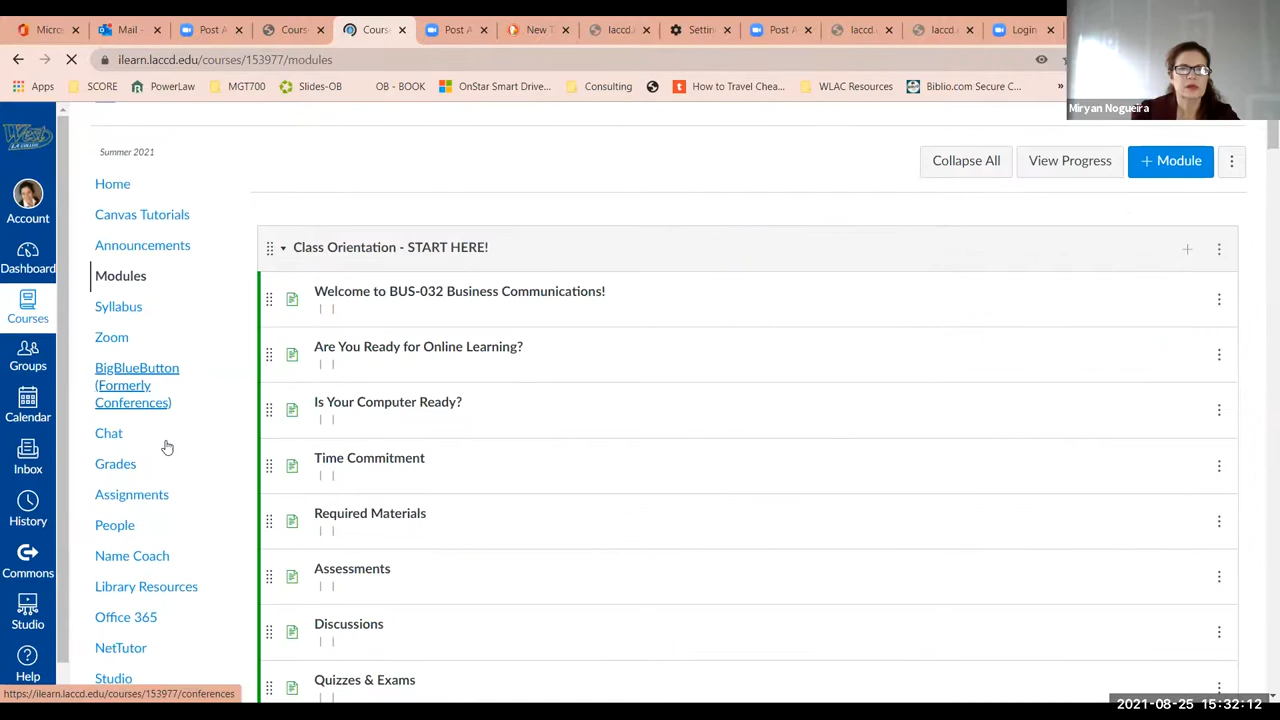 Micros
Mail -
Post A
Cours
Cours
Post A
New T
laccd.
Settin
Post A
laccd.
laccd.
Login
ilearn.laccd.edu/courses/153977/modules
Apps
SCORE
PowerLaw
MGT700
Slides-OB
OB - BOOK
OnStar Smart Drive...
Consulting
How to Travel Chea...
WLAC Resources
Biblio.com Secure C...
»
Miryan Nogueira
West
LA COLLEGE
Account
Dashboard
Courses
Groups
Calendar
Inbox
History
Commons
Studio
Help
Summer 2021
Home
Canvas Tutorials
Announcements
Modules
Syllabus
Zoom
BigBlueButton
(Formerly
Conferences)
Chat
Grades
Assignments
People
Name Coach
Library Resources
Office 365
NetTutor
Studio
Collapse All
View Progress
+ Module
Class Orientation - START HERE!
Welcome to BUS-032 Business Communications!
Are You Ready for Online Learning?
Is Your Computer Ready?
Time Commitment
Required Materials
Assessments
Discussions
Quizzes & Exams
https://ilearn.laccd.edu/courses/153977/conferences
2021-08-25 15:32:12